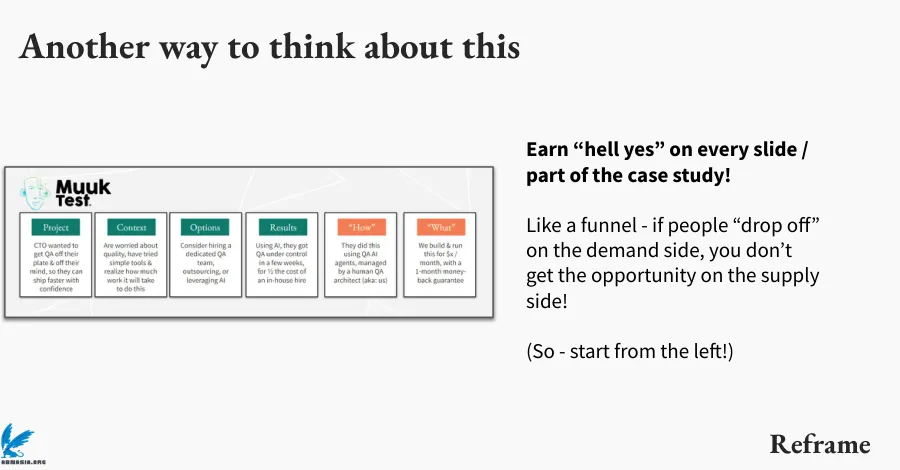 Another way to think about this
Muuk
Test
Project
CTO wanted to
get QA off their
plate & off their
mind, so they can
ship faster with
confidence
Context
Are worried about
quality, have tried
simple tools &
realize how much
work it will take
to do this
Options
Consider hiring a
dedicated QA
team,
outsourcing, or
leveraging AI
Results
Using AI, they got
QA under control
in a few weeks,
for ½ the cost of
an in-house hire
"How"
They did this
using QA AI
agents, managed
by a human QA
architect (aka: us)
"What"
We build & run
this for $x /
month, with a
1-month money-
back guarantee
Earn “hell yes” on every slide /
part of the case study!
Like a funnel - if people “drop off”
on the demand side, you don’t
get the opportunity on the supply
side!
(So - start from the left!)
Reframe